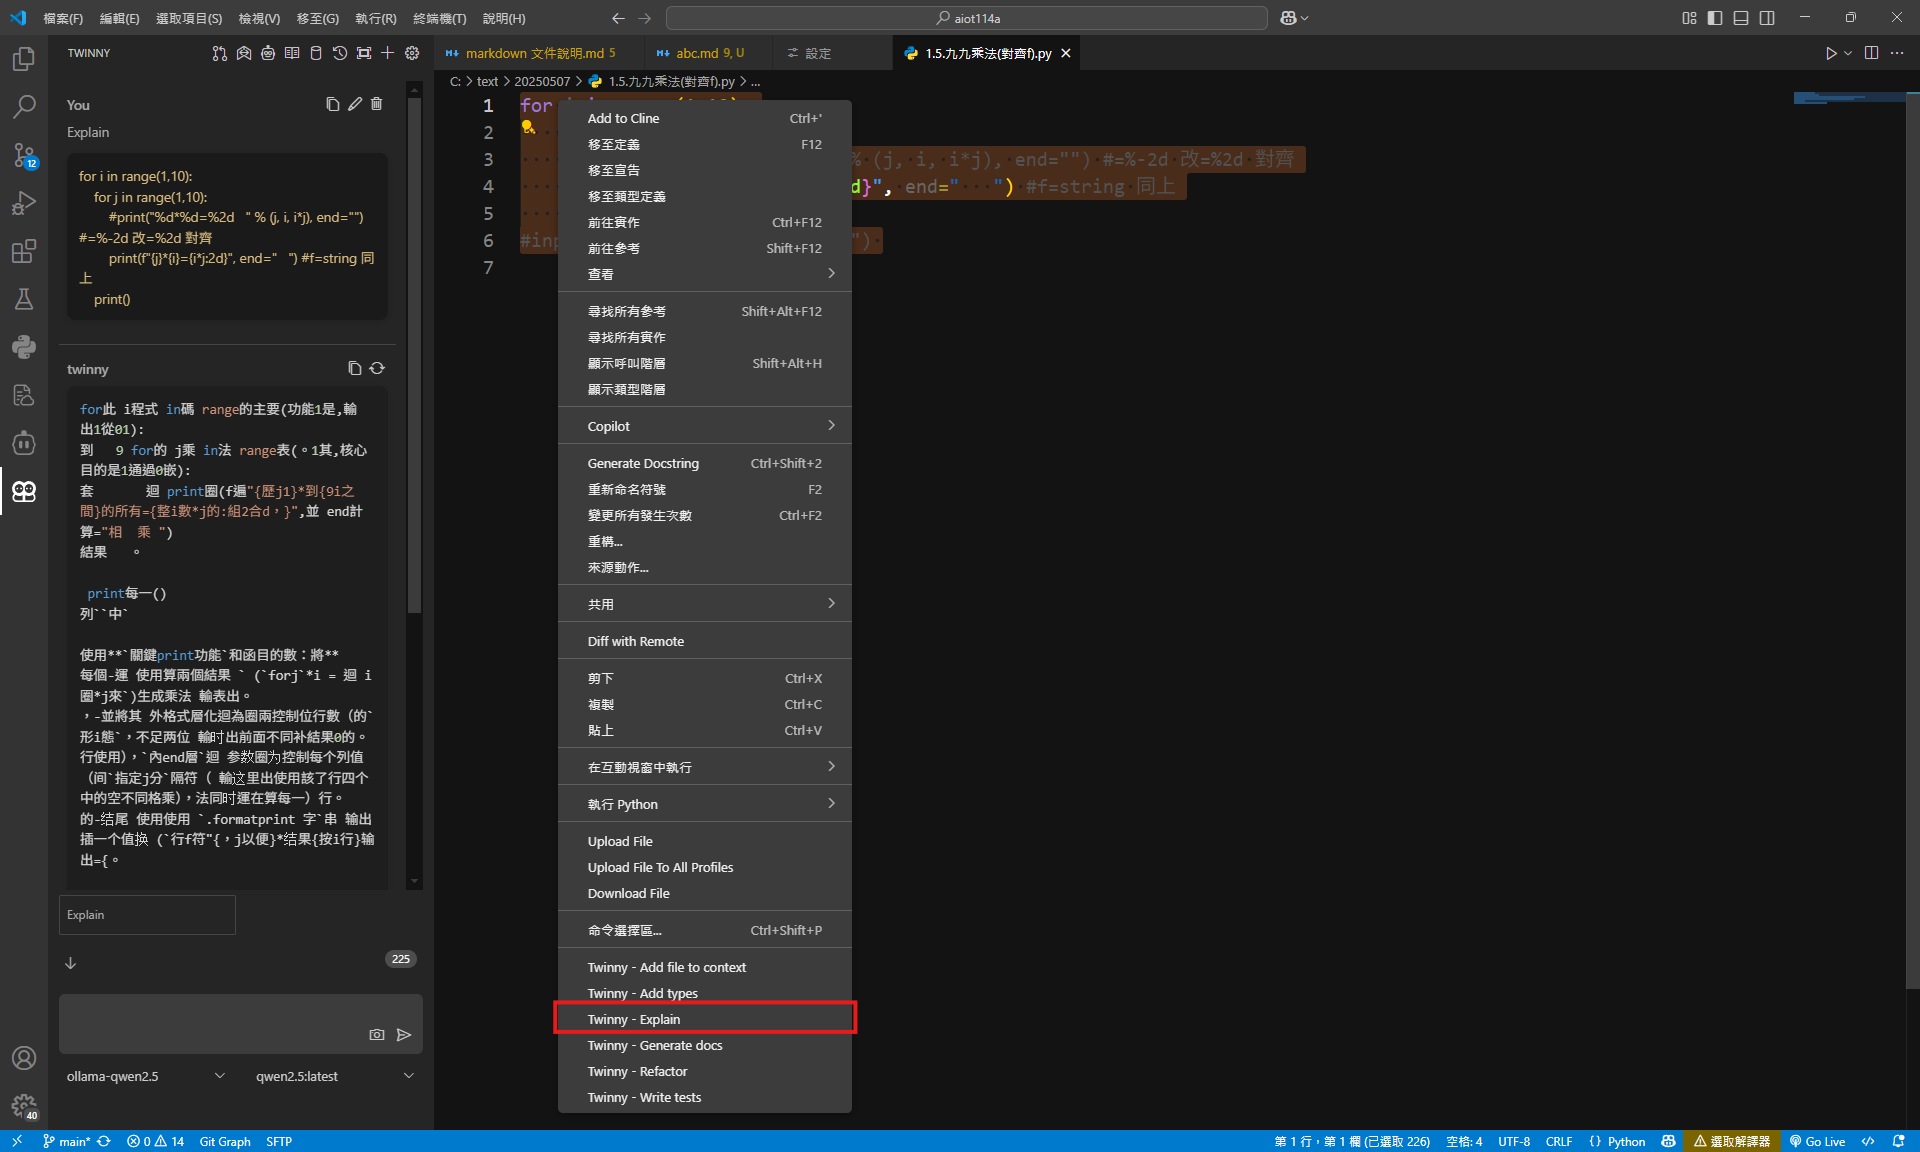 檔案(F) 編輯(E) 選取項目(S) 檢視(V) 移至(G) 執行(R) 終端機(T) 說明(H)
aiot114a
TWINNY
markdown 文件說明.md 5
abc.md 9, U
設定
1.5.九九乘法(對齊f).py
C: > text > 20250507 > 1.5.九九乘法(對齊f).py > ...
You
Explain
for i in range(1,10):
for j in range(1,10):
#print("%d*%d=%2d   " % (j, i, i*j), end="")
#=%-2d 改=%2d 對齊
print(f"{j}*{i}={i*j:2d}", end="   ") #f=string 同
上
print()
twinny
for此 i程式 in碼 range的主要(功能1是,輸
出1從01):
到   9 for的 j乘 in法 range表(。1其,核心
目的是1通過0嵌):
套       迴 print圈(f遍"{歷j1}*到{9i之
間}的所有={整i數*j的:組2合d，}",並 end計
算="相  乘 ")
結果   。
print每一()
列``中`
使用**`關鍵print功能`和函目的數：將**
每個-運 使用算兩個結果 ` (`forj`*i = 迴 i
圈*j來`)生成乘法 輸表出。
，-並將其 外格式層化迴為圈兩控制位行數（的`
形i態`，不足两位 輸时出前面不同补結果0的。
行使用），`內end層`迴 参数圈为控制每个列值
（间`指定j分`隔符（ 輸这里出使用該了行四个
中的空不同格乘），法同时運在算每一）行。
的-结尾 使用使用 `.formatprint 字`串 输出
插一个值换 (`行f符"{，j以便}*结果{按i行}输
出={。
Explain
225
ollama-qwen2.5
qwen2.5:latest
12
40
1 for
2
3 % (j, i, i*j), end="") #=%-2d 改=%2d 對齊
4 d}", end="   ") #f=string 同上
5
6 #inp ")
7
Add to Cline Ctrl+'
移至定義 F12
移至宣告
移至類型定義
前往實作 Ctrl+F12
前往參考 Shift+F12
查看
尋找所有參考 Shift+Alt+F12
尋找所有實作
顯示呼叫階層 Shift+Alt+H
顯示類型階層
Copilot
Generate Docstring Ctrl+Shift+2
重新命名符號 F2
變更所有發生次數 Ctrl+F2
重構...
來源動作...
共用
Diff with Remote
剪下 Ctrl+X
複製 Ctrl+C
貼上 Ctrl+V
在互動視窗中執行
執行 Python
Upload File
Upload File To All Profiles
Download File
命令選擇區... Ctrl+Shift+P
Twinny - Add file to context
Twinny - Add types
Twinny - Explain
Twinny - Generate docs
Twinny - Refactor
Twinny - Write tests
main* 0 14 Git Graph SFTP
第 1 行，第 1 欄 (已選取 226) 空格: 4 UTF-8 CRLF {} Python 選取解譯器 Go Live